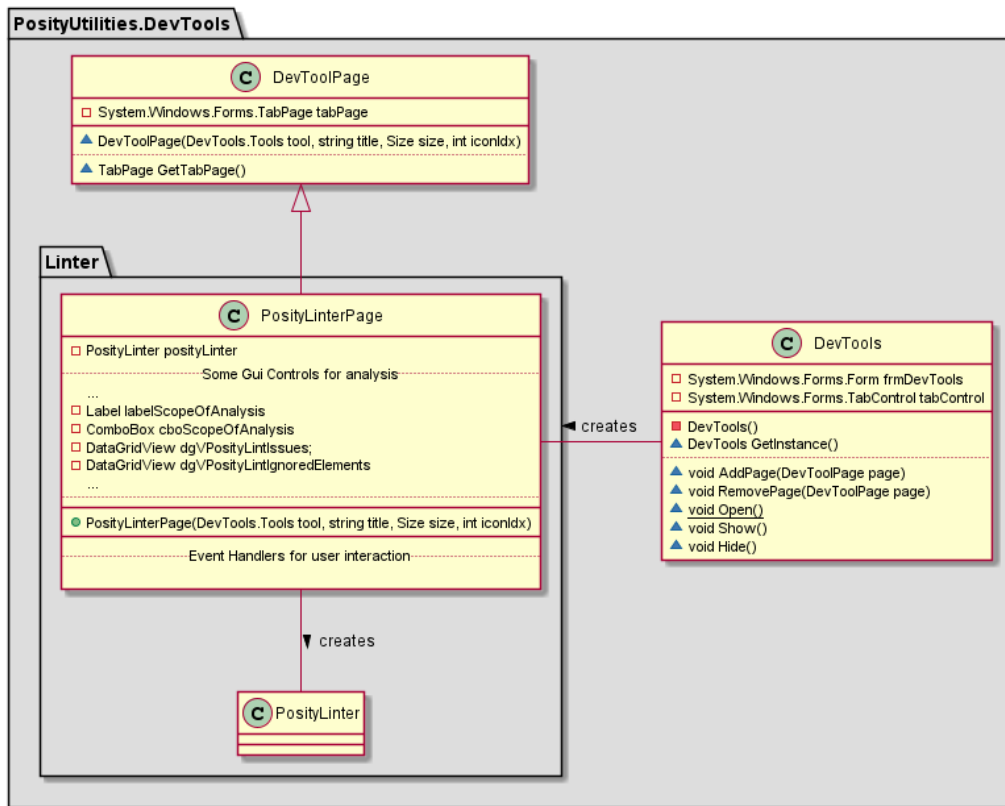 PosityUtilities.DevTools
C DevToolPage
System.Windows.Forms.TabPage tabPage
DevToolPage(DevTools.Tools tool, string title, Size size, int iconIdx)
TabPage GetTabPage()
Linter
C PosityLinterPage
PosityLinter posityLinter
Some Gui Controls for analysis
...
Label labelScopeOfAnalysis
ComboBox cboScopeOfAnalysis
DataGridView dgVPosityLintIssues;
DataGridView dgVPosityLintIgnoredElements
...
PosityLinterPage(DevTools.Tools tool, string title, Size size, int iconIdx)
Event Handlers for user interaction
creates
C DevTools
System.Windows.Forms.Form frmDevTools
System.Windows.Forms.TabControl tabControl
DevTools()
DevTools GetInstance()
void AddPage(DevToolPage page)
void RemovePage(DevToolPage page)
void Open()
void Show()
void Hide()
creates
C PosityLinter